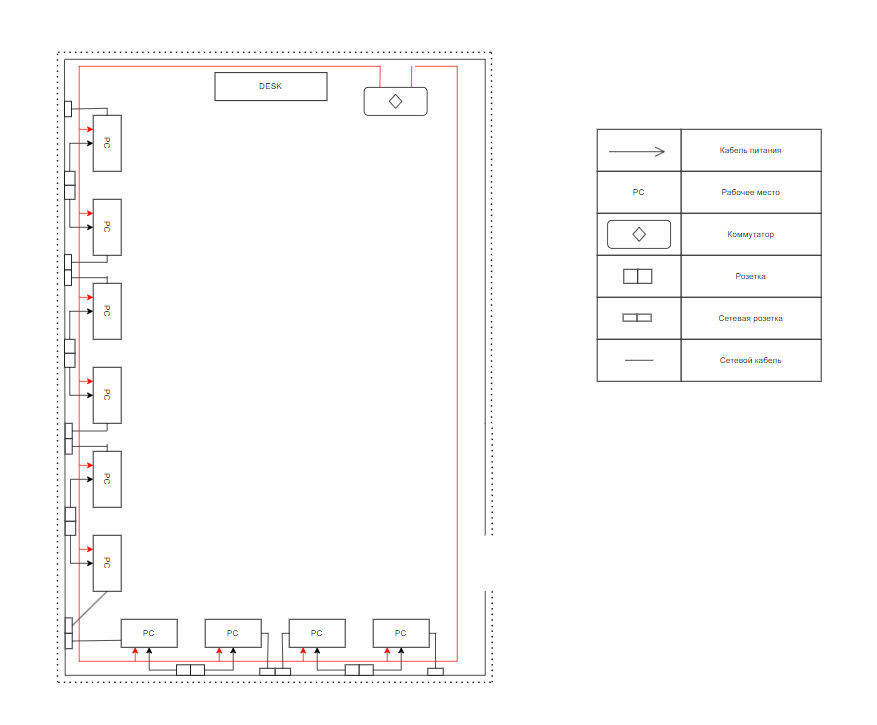 DESK
PC
PC
PC
PC
PC
PC
PC
PC
PC
PC
Кабель питания
PC
Рабочее место
Коммутатор
Розетка
Сетевая розетка
Сетевой кабель